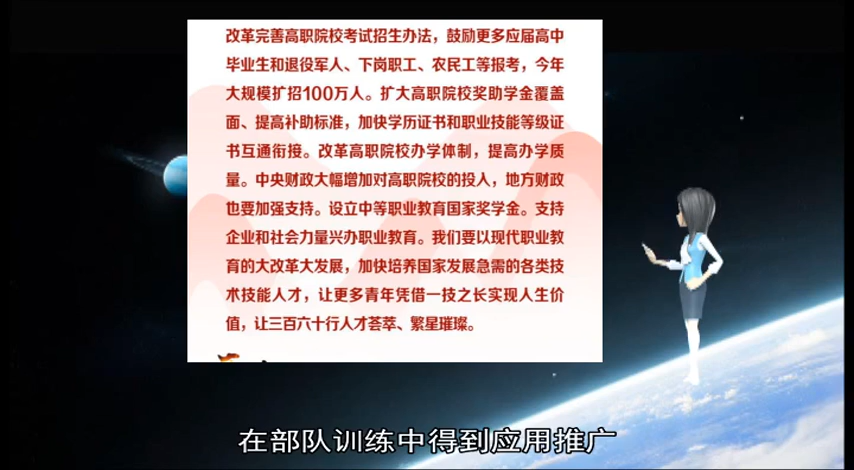 改革完善高职院校考试招生办法，鼓励更多应届高中
毕业生和退役军人、下岗职工、农民工等报考，今年
大规模扩招100万人。扩大高职院校奖助学金覆盖
面、提高补助标准，加快学历证书和职业技能等级证
书互通衔接。改革高职院校办学体制，提高办学质
量。中央财政大幅增加对高职院校的投入，地方财政
也要加强支持。设立中等职业教育国家奖学金。支持
企业和社会力量兴办职业教育。我们要以现代职业教
育的大改革大发展，加快培养国家发展急需的各类技
术技能人才，让更多青年凭借一技之长实现人生价
值，让三百六十行人才荟萃、繁星璀璨。
在部队训练中得到应用推广